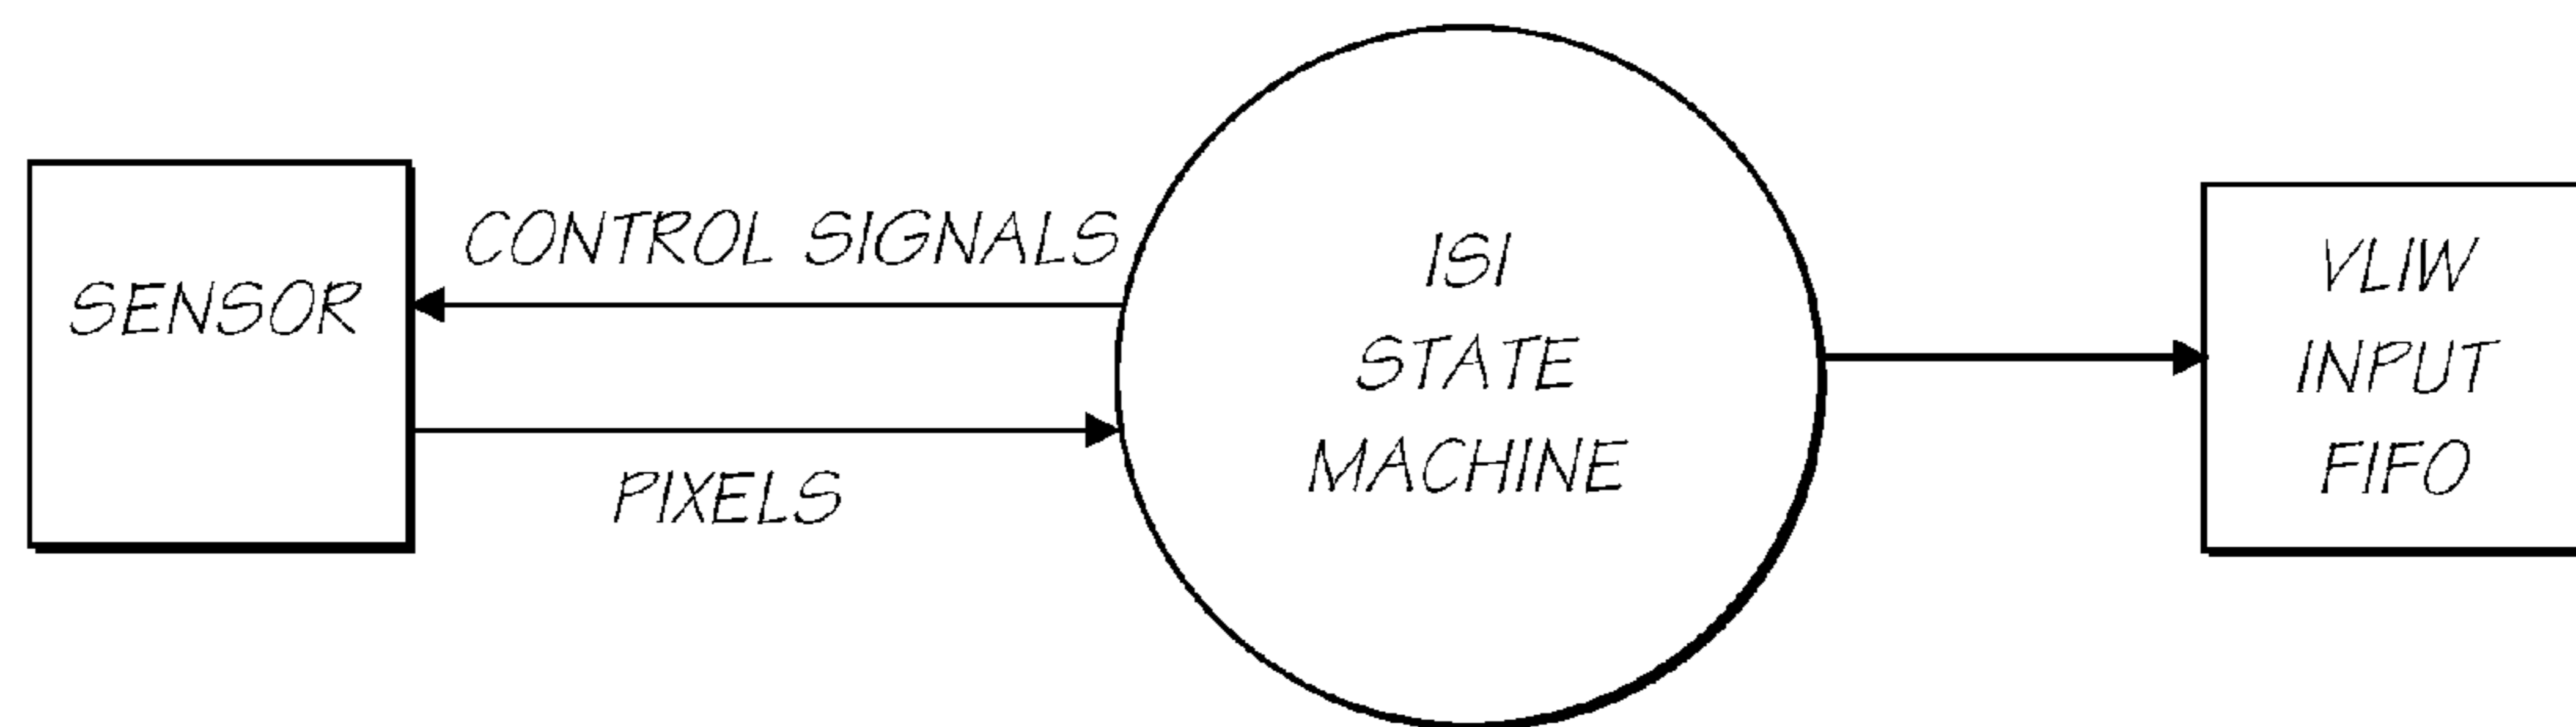 SENSOR
CONTROL SIGNALS
PIXELS
ISI
STATE
MACHINE
VLIW
INPUT
FIFO